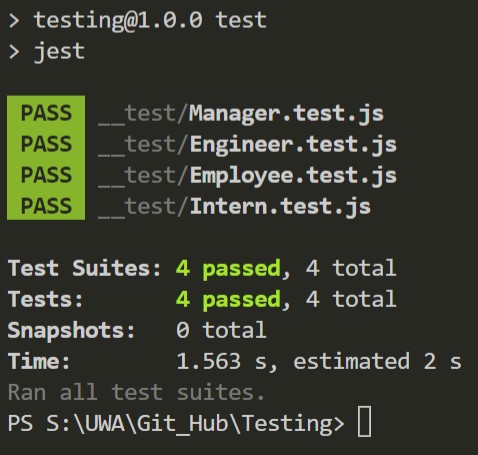 > testing@1.0.0 test
> jest
PASS __test/Manager.test.js
PASS __test/Engineer.test.js
PASS __test/Employee.test.js
PASS __test/Intern.test.js
Test Suites: 4 passed, 4 total
Tests: 4 passed, 4 total
Snapshots: 0 total
Time: 1.563 s, estimated 2 s
Ran all test suites.
PS S:\UWA\Git_Hub\Testing>